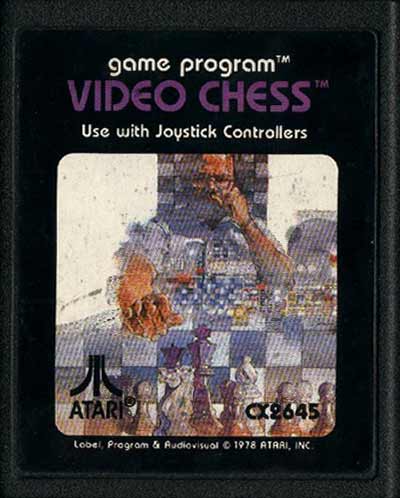 game program™
VIDEO CHESS™
Use with Joystick Controllers
ATARI®
CX2645
Label, Program & Audiovisual © 1978 ATARI, INC.